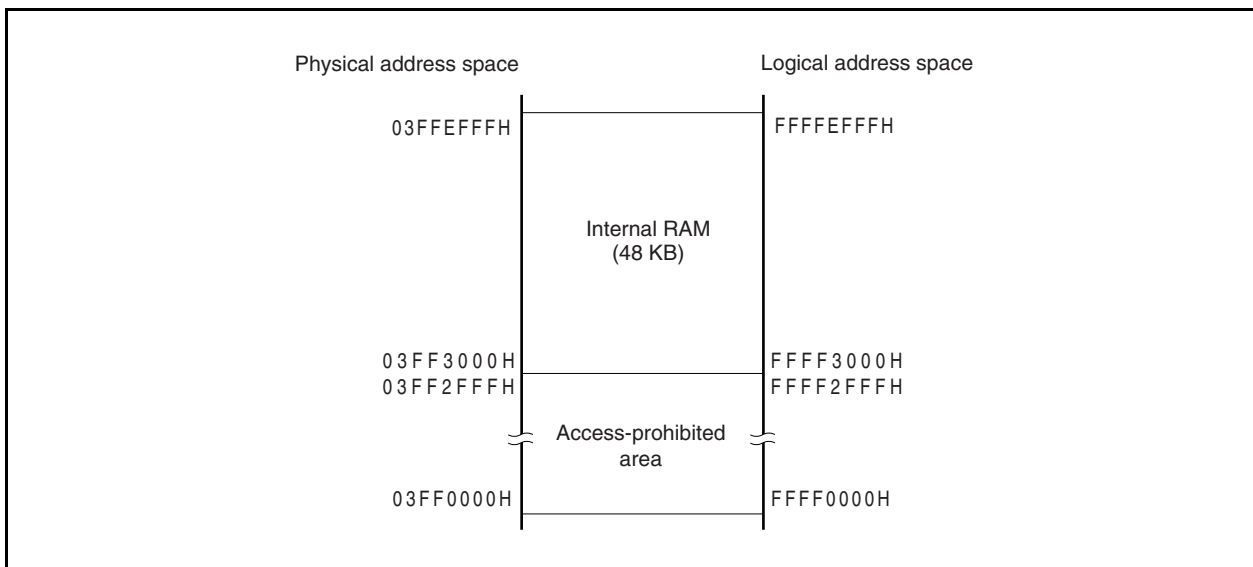 Physical address space
Logical address space
03FFEFFFH
FFFFEFFFH
Internal RAM
(48 KB)
03FF3000H
FFFF3000H
03FF2FFFH
FFFF2FFFH
Access-prohibited
area
03FF0000H
FFFF0000H